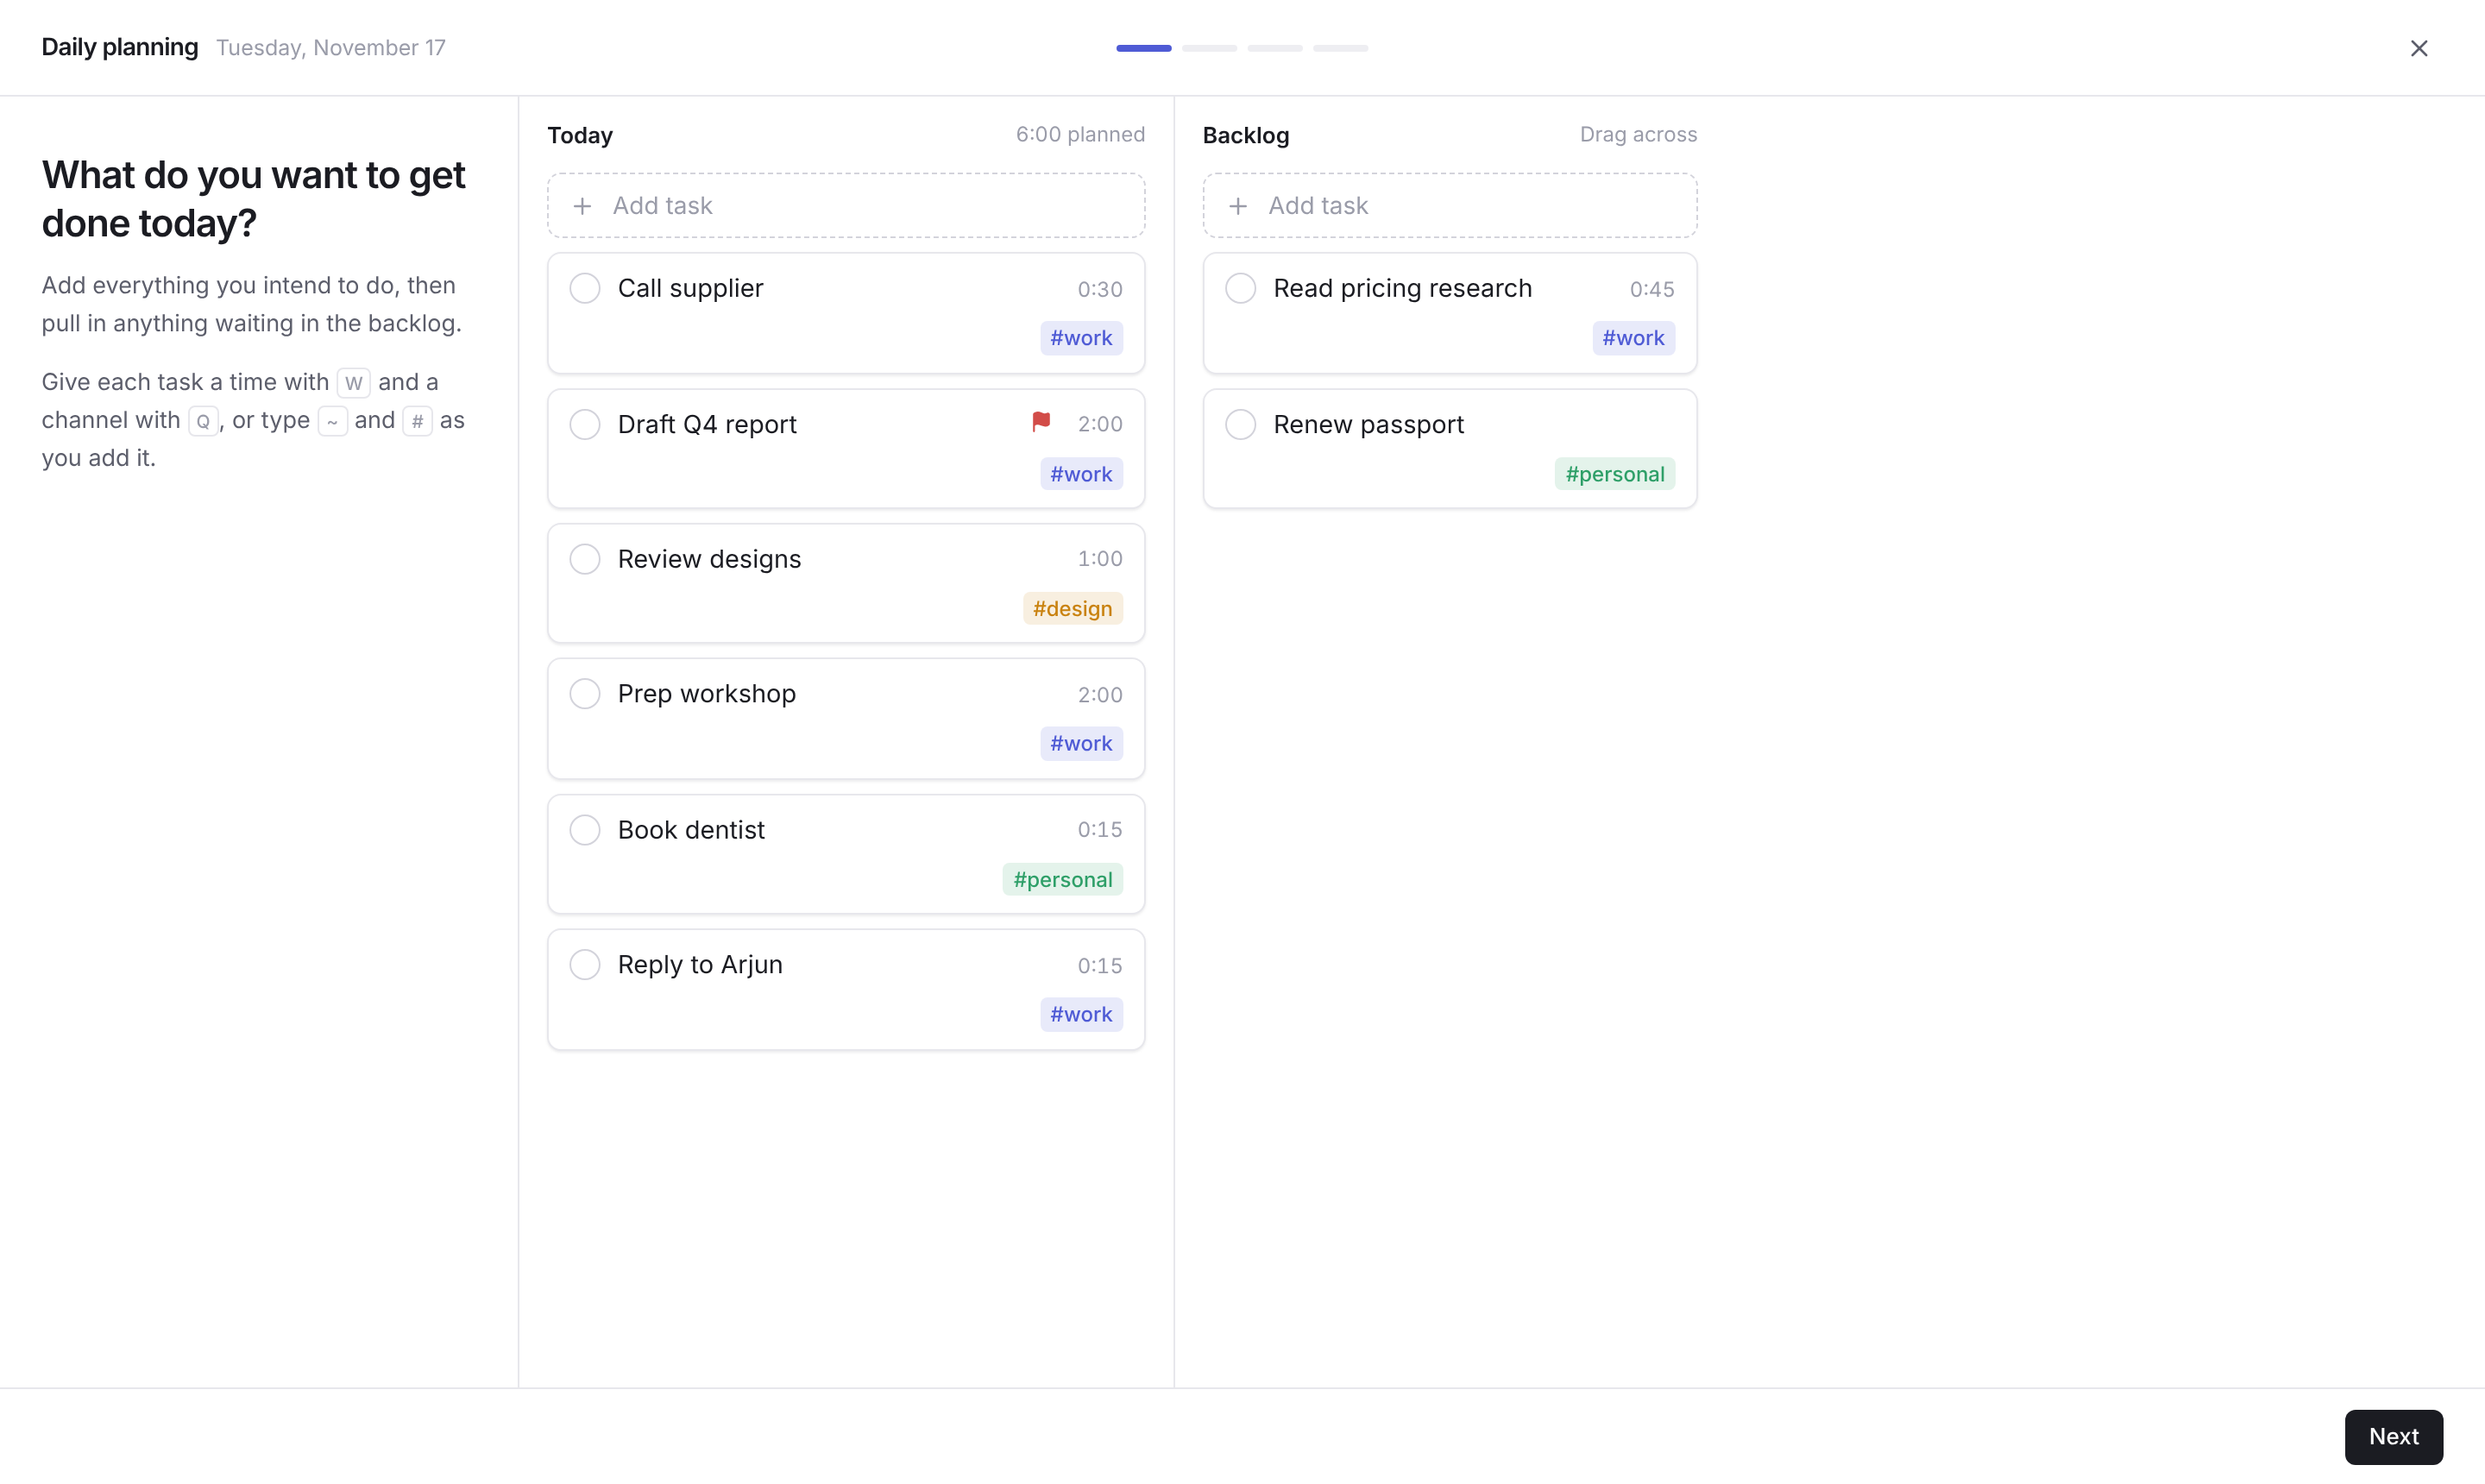 Daily planning Tuesday, November 17
What do you want to get
done today?
Add everything you intend to do, then
pull in anything waiting in the backlog.
Give each task a time with W and a
channel with Q, or type ~ and # as
you add it.
Today 6:00 planned
Add task
Call supplier 0:30
#work
Draft Q4 report 2:00
#work
Review designs 1:00
#design
Prep workshop 2:00
#work
Book dentist 0:15
#personal
Reply to Arjun 0:15
#work
Backlog Drag across
Add task
Read pricing research 0:45
#work
Renew passport
#personal
Next